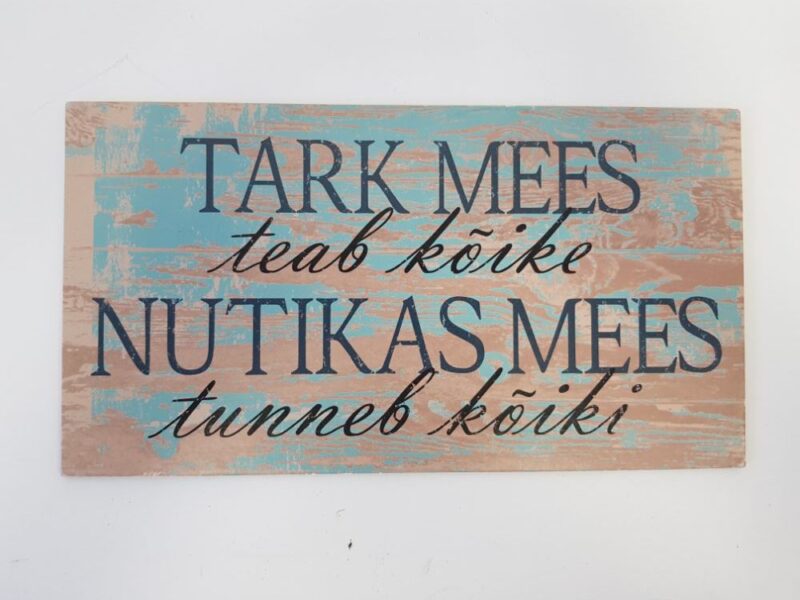 TARK MEES
teab kõike
NUTIKAS MEES
tunneb kõiki